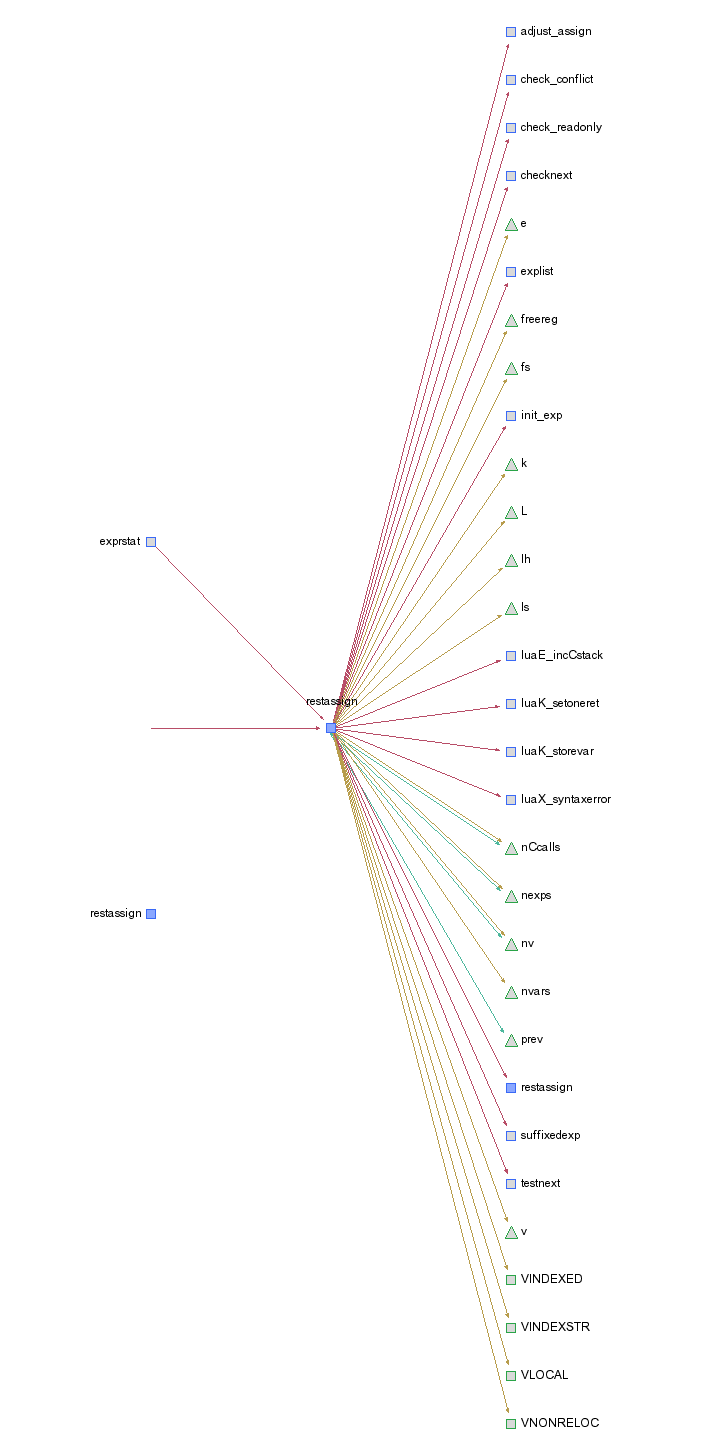 adjust_assign
check_conflict
check_readonly
checknext
e
explist
freereg
fs
init_exp
k
L
lh
ls
exprstat
luaE_incCstack
restassign
luaK_setoneret
luaK_storevar
luaX_syntaxerror
nCcalls
nexps
restassign
nv
nvars
prev
restassign
suffixedexp
testnext
v
VINDEXED
VINDEXSTR
VLOCAL
VNONRELOC